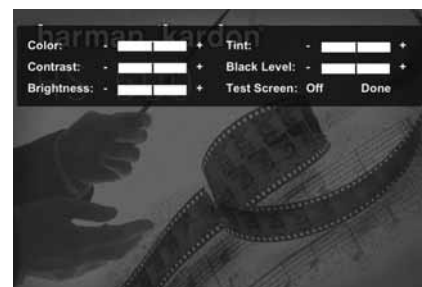 harman kardon
Color: - + Tint: - +
Contrast: - + Black Level: - +
Brightness: - + Test Screen: Off Done